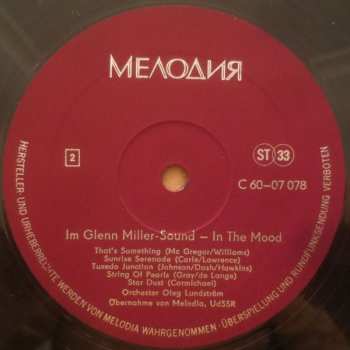 МЕЛОДИЯ
2
ST 33
C 60-07 078
Im Glenn Miller-Sound – In The Mood
That's Something (Mc Gregor/Williams)
Sunrise Serenade (Carle/Lawrence)
Tuxedo Junction (Johnson/Dash/Hawkins)
String Of Pearls (Gray/de Lange)
Star Dust (Carmichael)
Orchester Oleg Lundström
Übernahme von Melodia, UdSSR
HERSTELLER- UND URHEBERRECHTE WERDEN VON MELODIA WAHRGENOMMEN · ÜBERSPIELUNG UND RUNDFUNKSENDUNG VERBOTEN